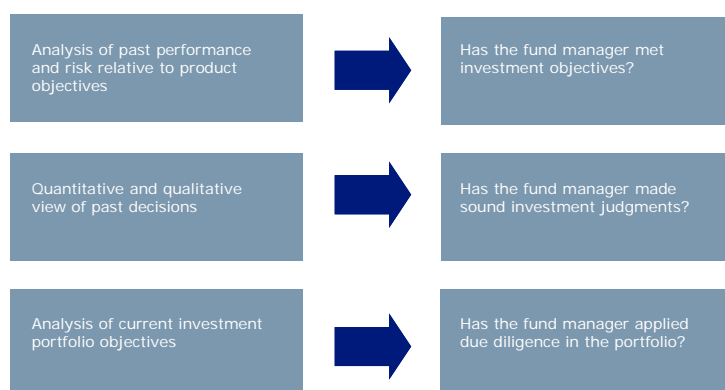 Analysis of past performance
and risk relative to product
objectives
Has the fund manager met
investment objectives?
Quantitative and qualitative
view of past decisions
Has the fund manager made
sound investment judgments?
Analysis of current investment
portfolio objectives
Has the fund manager applied
due diligence in the portfolio?